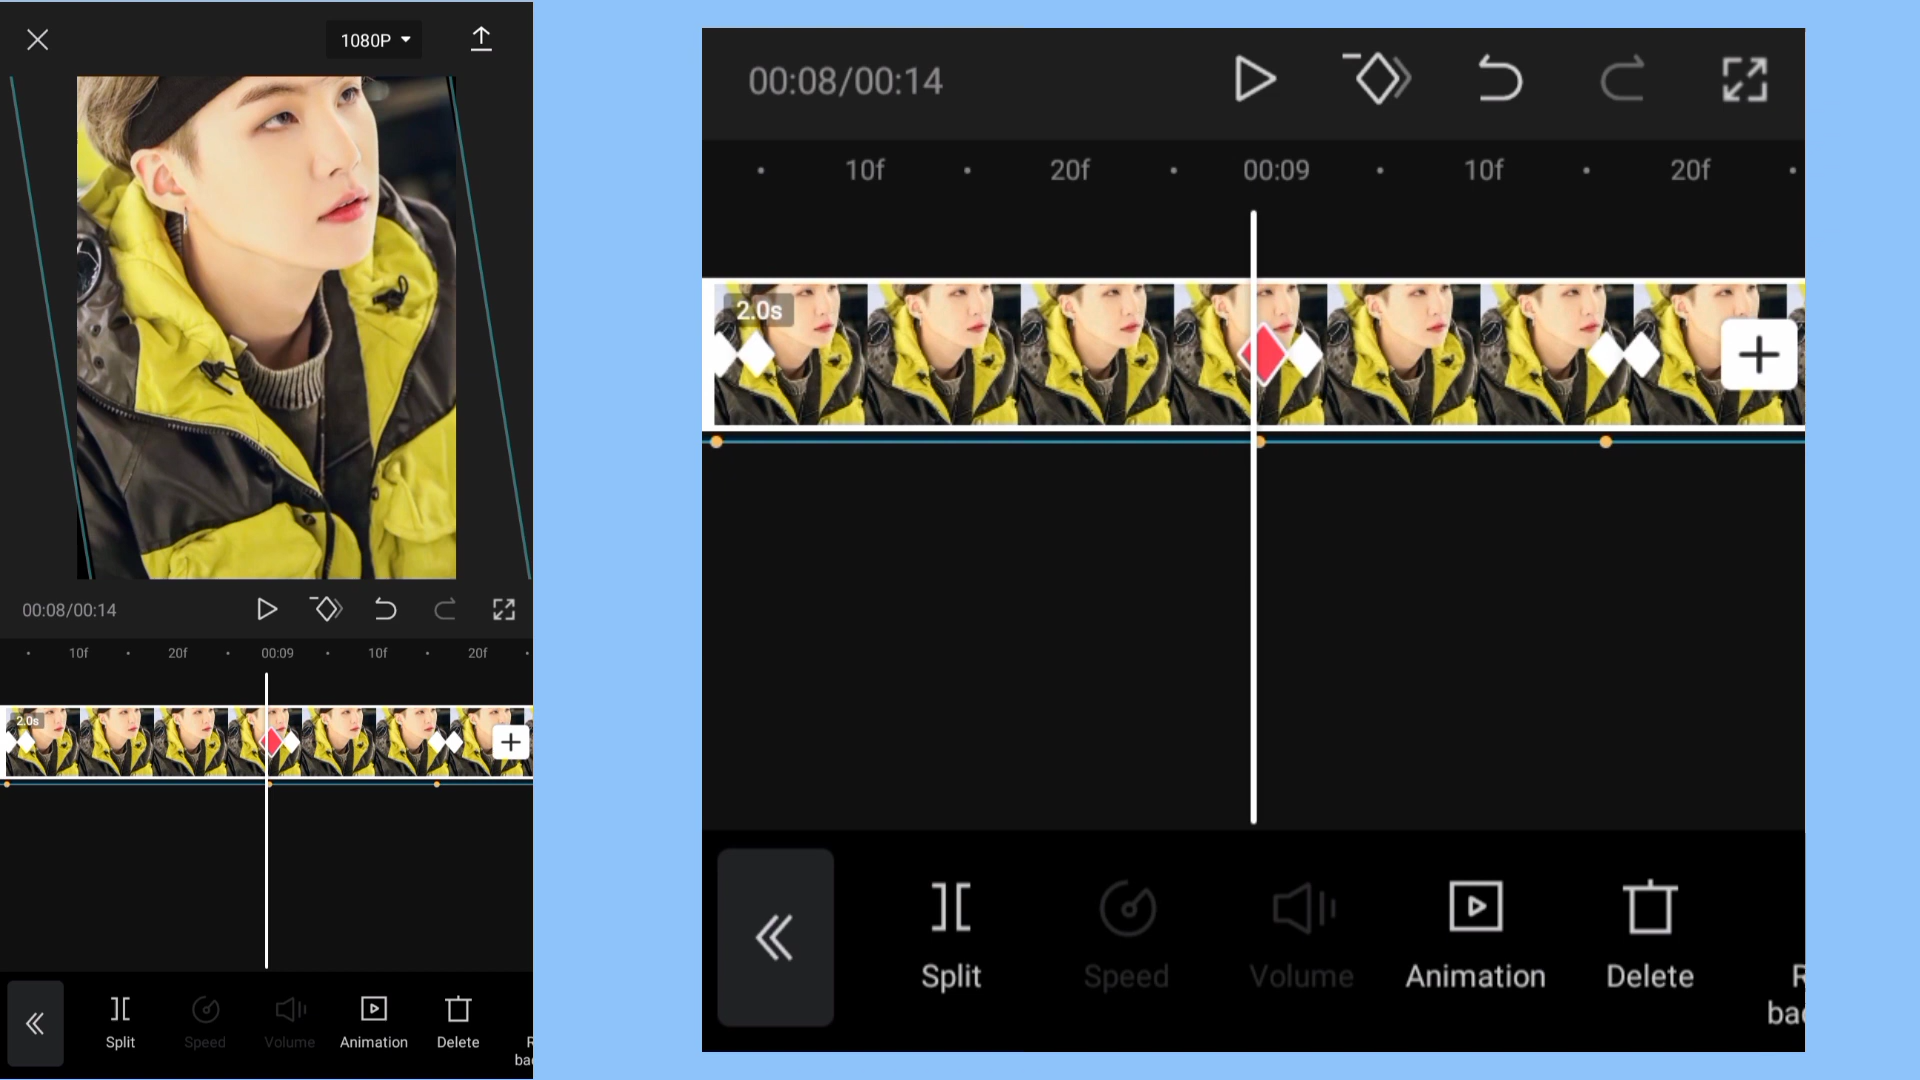 1080P
00:08/00:14
10f 20f 00:09 10f 20f
2.0s
Split Speed Volume Animation Delete
00:08/00:14
10f 20f 00:09 10f 20f
2.0s
Split Speed Volume Animation Delete